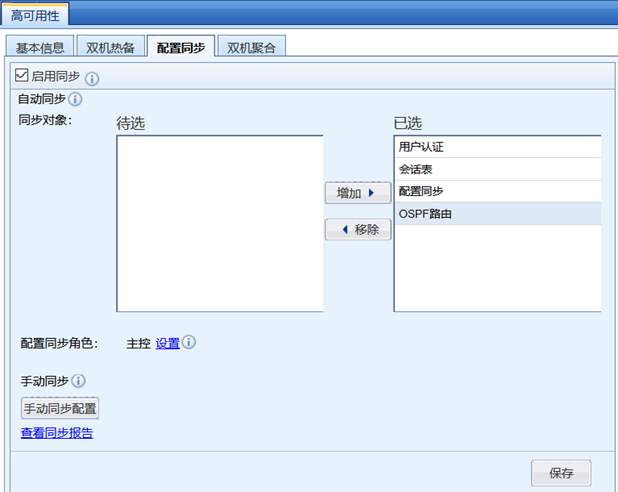 高可用性
基本信息 双机热备 配置同步 双机聚合
启用同步
自动同步
同步对象：
待选
已选
用户认证
会话表
配置同步
OSPF路由
增加
移除
配置同步角色： 主控 设置
手动同步
手动同步配置
查看同步报告
保存